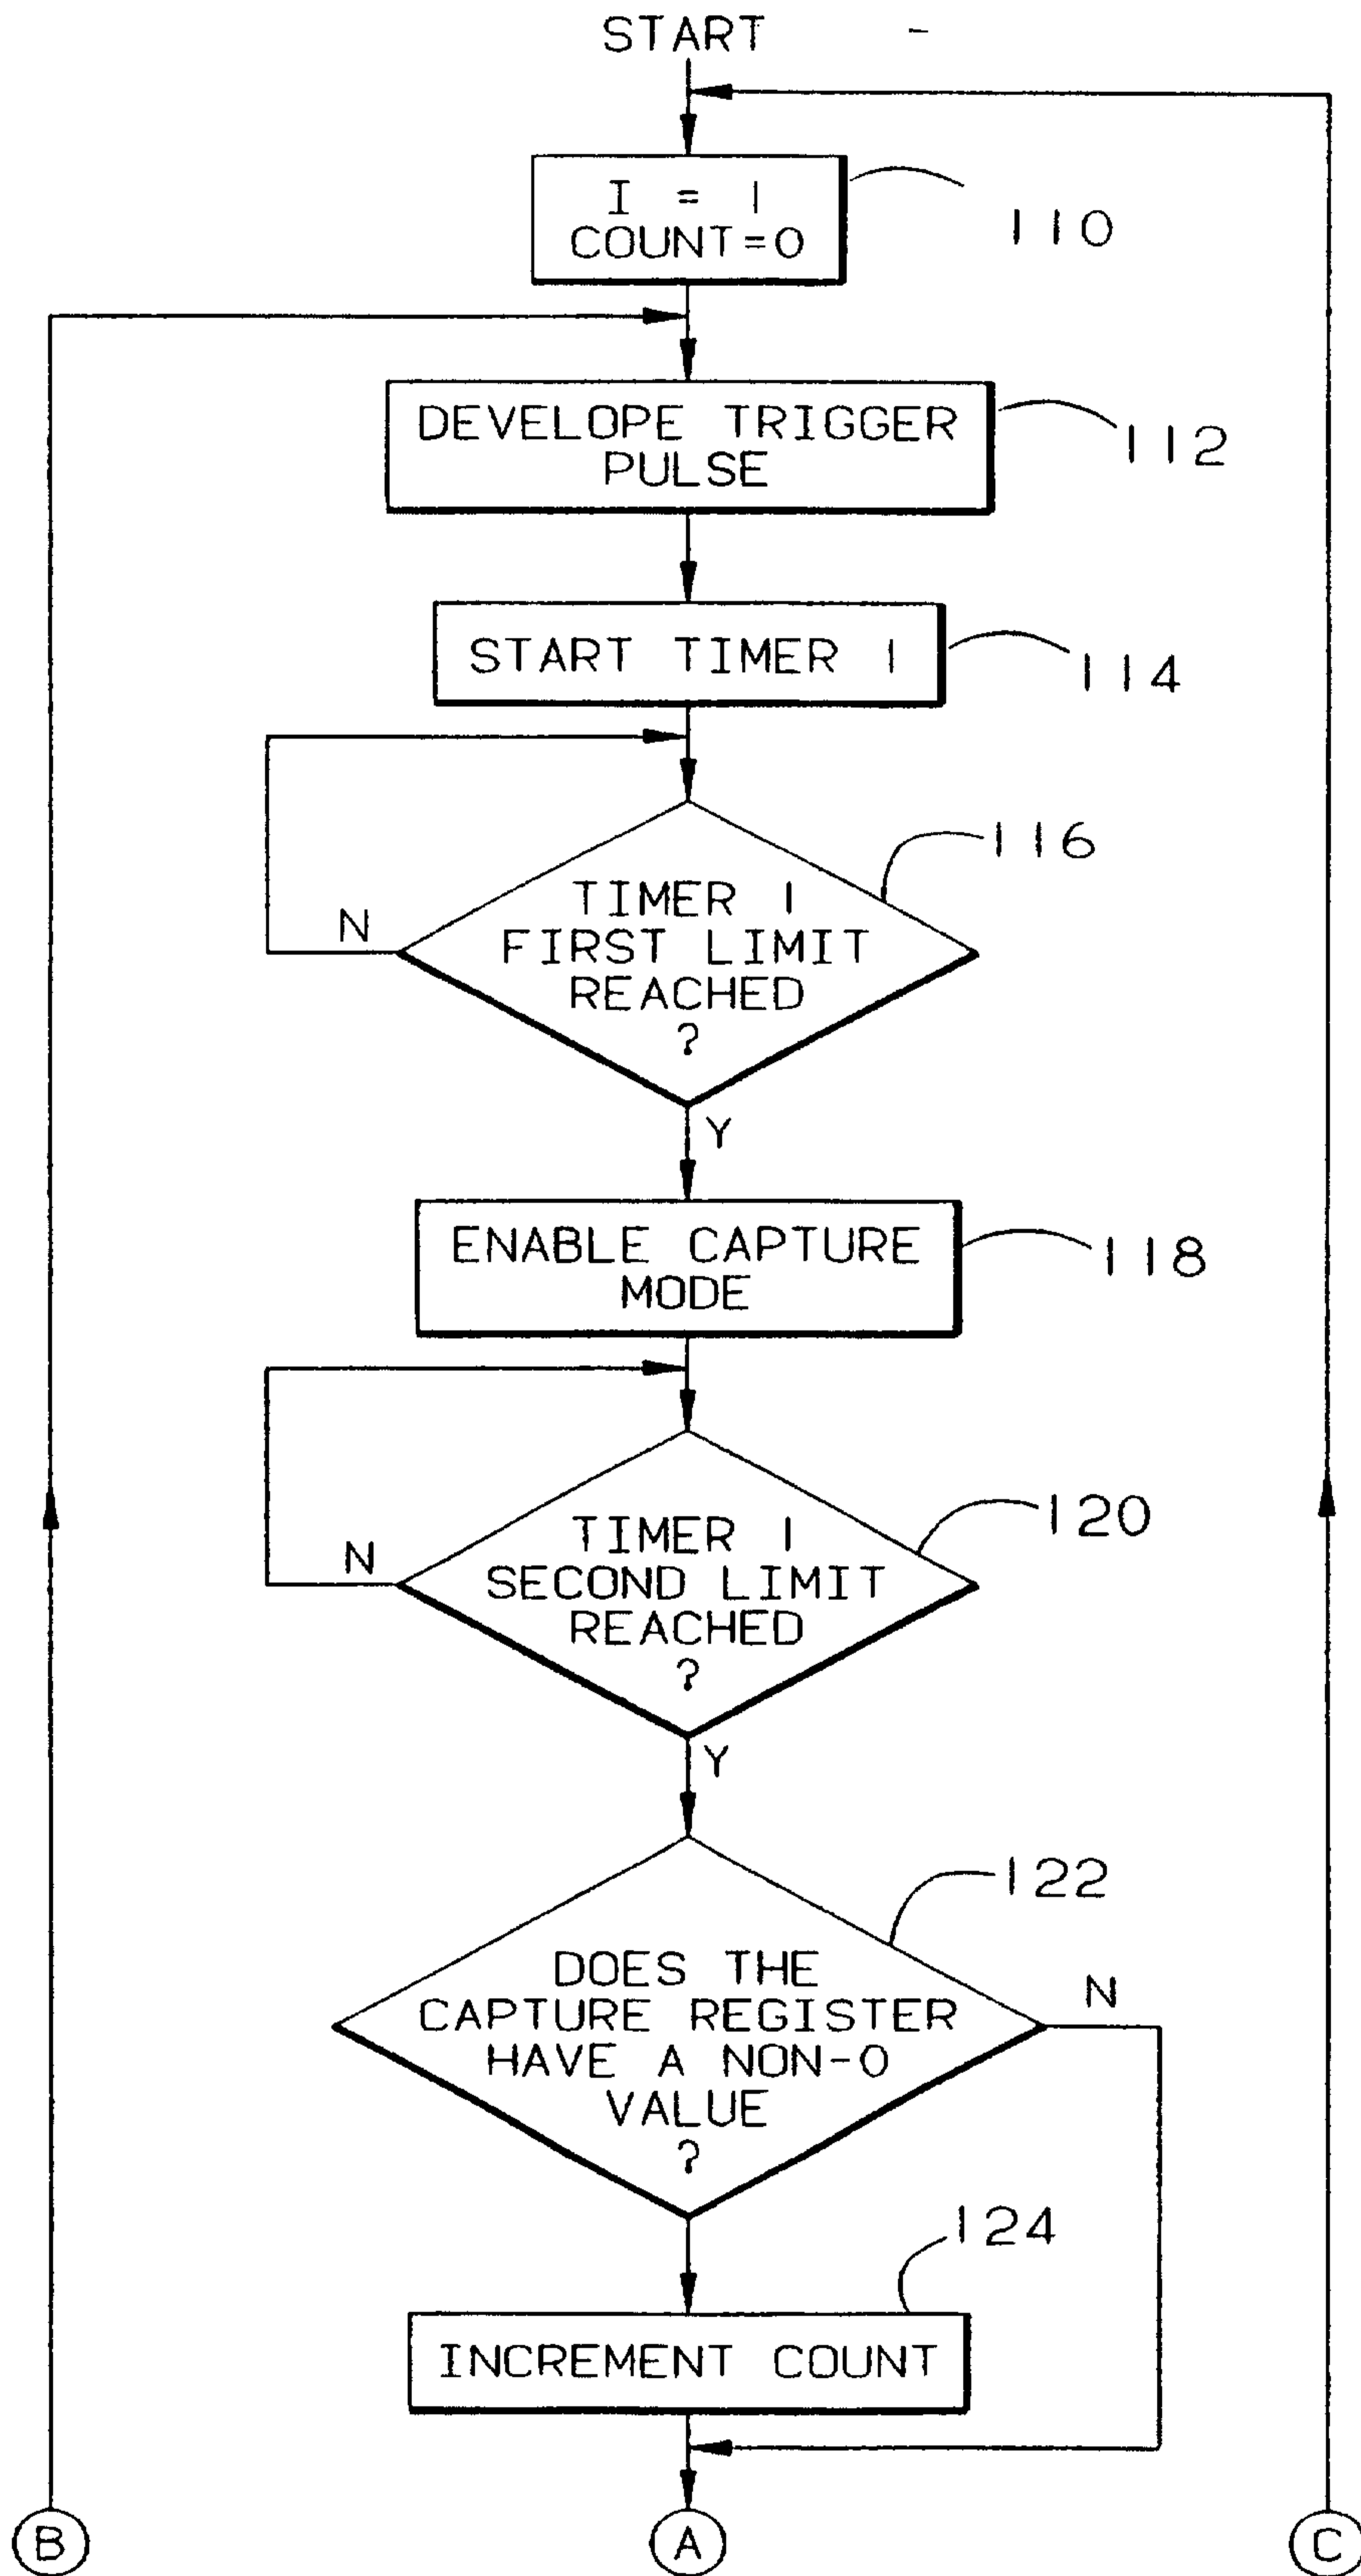 START
I = 1
COUNT=0
110
DEVELOPE TRIGGER
PULSE
112
START TIMER 1
114
116
TIMER 1
FIRST LIMIT
REACHED
?
N
Y
ENABLE CAPTURE
MODE
118
120
TIMER 1
SECOND LIMIT
REACHED
?
N
Y
122
DOES THE
CAPTURE REGISTER
HAVE A NON-0
VALUE
?
N
124
INCREMENT COUNT
B
A
C